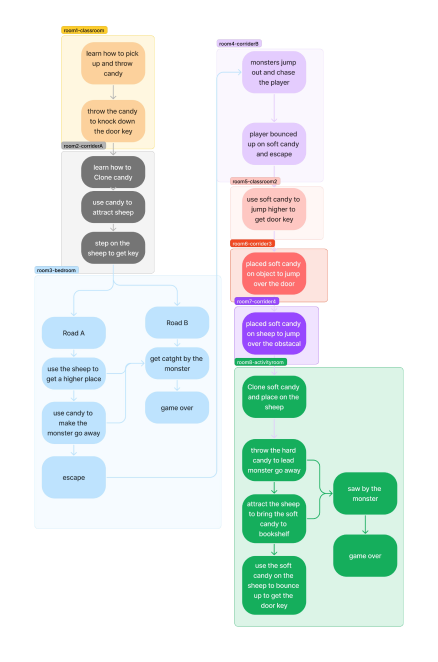 room1-classroom
learn how to pick
up and throw
candy
throw the candy
to knock down
the door key
room2-corriderA
learn how to
Clone candy
use candy to
attract sheep
step on the
sheep to get key
room3-bedroom
Road A
use the sheep to
get a higher place
use candy to
make the
monster go away
escape
Road B
get catght by the
monster
game over
room4-corriderB
monsters jump
out and chase
the player
player bounced
up on soft candy
and escape
room5-classroom2
use soft candy to
jump higher to
get door key
room6-corrider3
placed soft candy
on object to jump
over the door
room7-corrider4
placed soft candy
on sheep to jump
over the obstacal
room8-activityroom
Clone soft candy
and place on the
sheep
throw the hard
candy to lead
monster go away
attract the sheep
to bring the soft
candy to
bookshelf
use the soft
candy on the
sheep to bounce
up to get the
door key
saw by the
monster
game over